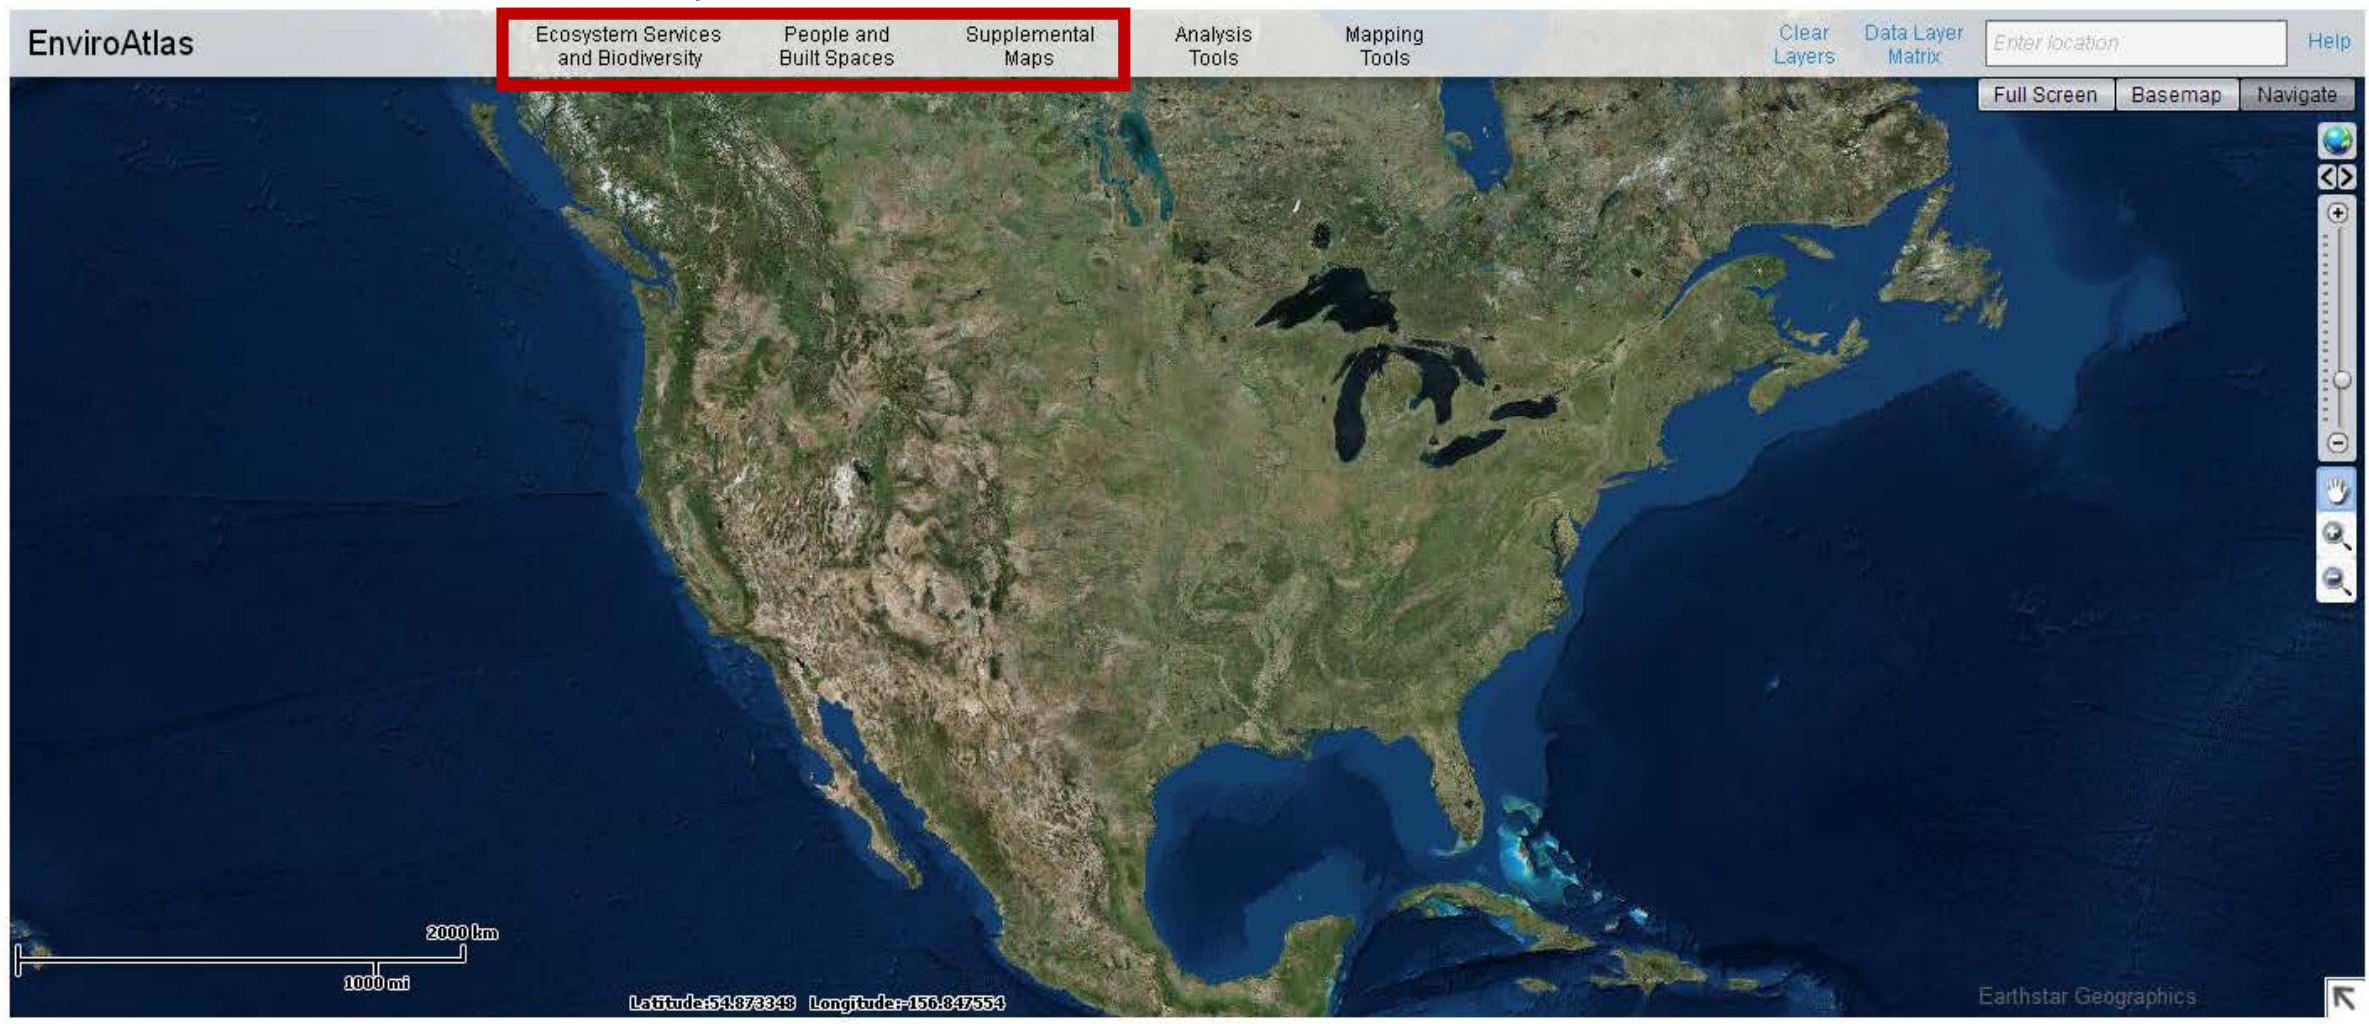 EnviroAtlas
Ecosystem Services
and Biodiversity
People and
Built Spaces
Supplemental
Maps
Analysis
Tools
Mapping
Tools
Clear
Layers
Data Layer
Matrix
Enter location
Help
Full Screen
Basemap
Navigate
2000 km
1000 mi
Latitude:54.873348 Longitude:-156.847554
Earthstar Geographics